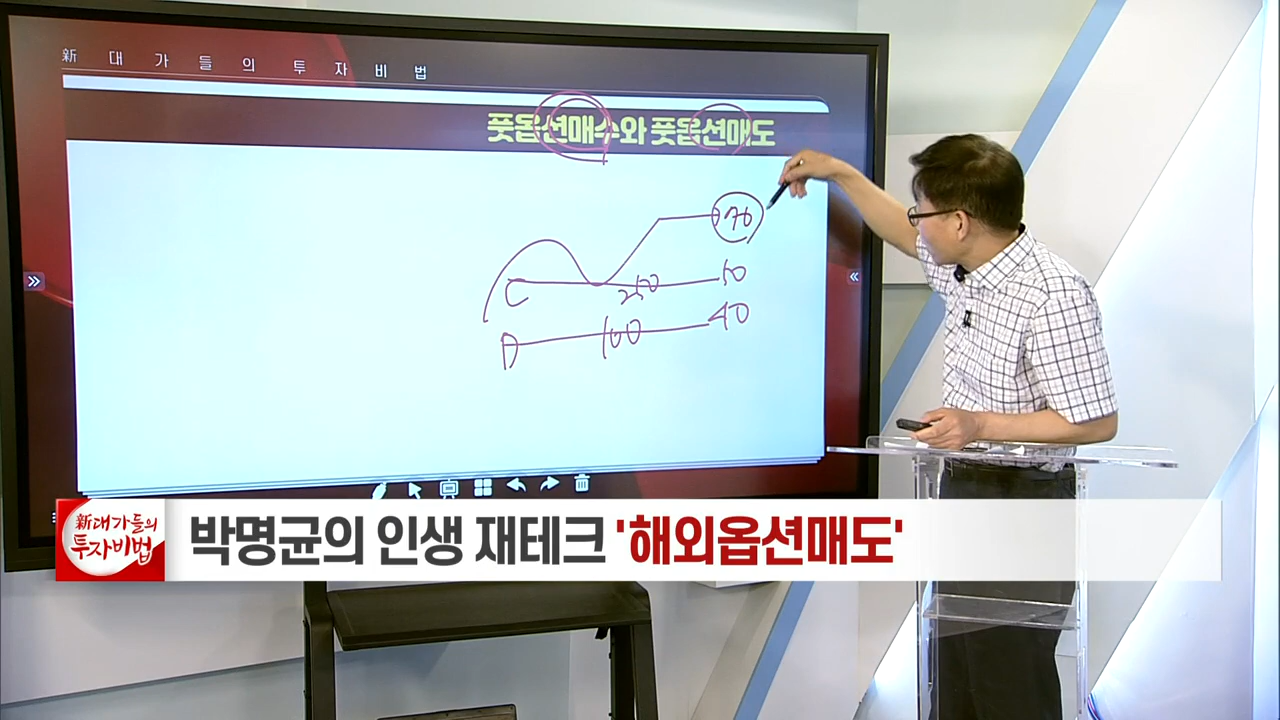 新 대 가 들 의 투 자 비 법
풋옵션매수와 풋옵션매도
70
C 250 50
P 100 40
新대가들의
투자비법
박명균의 인생 재테크 '해외옵션매도'